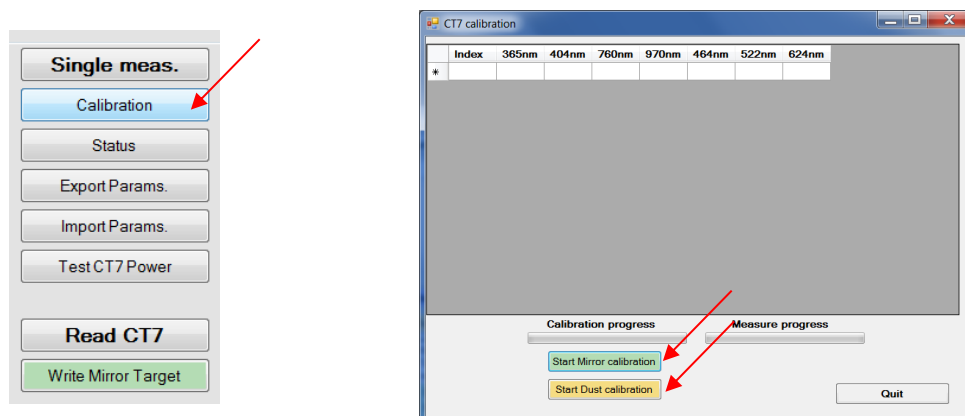 Single meas.
Calibration
Status
Export Params.
Import Params.
Test CT7 Power
Read CT7
Write Mirror Target
CT7 calibration
Index 365nm 404nm 760nm 970nm 464nm 522nm 624nm
*
Calibration progress Measure progress
Start Mirror calibration
Start Dust calibration
Quit